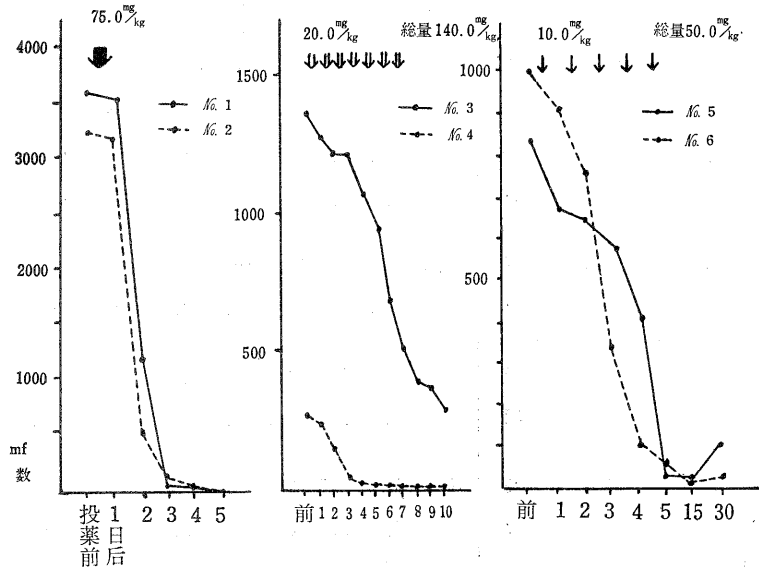 75.0mg/kg
4000
3000
2000
1000
mf
数
No. 1
No. 2
投薬前
1日后
2 3 4 5
20.0mg/kg 総量140.0mg/kg
1500
1000
500
No. 3
No. 4
前 1 2 3 4 5 6 7 8 9 10
10.0mg/kg 総量50.0mg/kg
1000
500
No. 5
No. 6
前 1 2 3 4 5 15 30